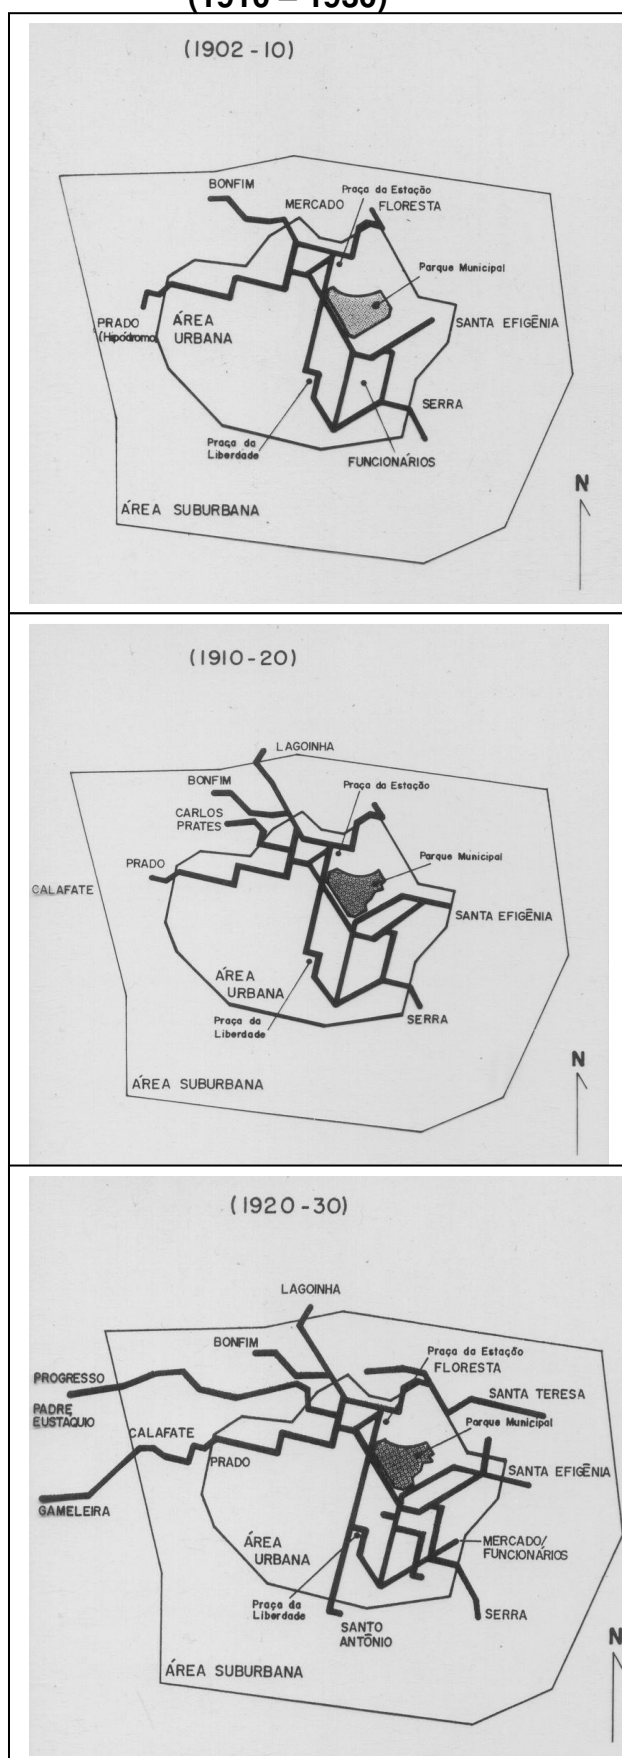 (1910 – 1930)
(1902-10)
BONFIM
MERCADO
Praça da Estação
FLORESTA
Parque Municipal
PRADO
(Hipódromo)
ÁREA
URBANA
SANTA EFIGÊNIA
SERRA
Praça da
Liberdade
FUNCIONÁRIOS
ÁREA SUBURBANA
N
(1910-20)
LAGOINHA
BONFIM
Praça da Estação
CARLOS
PRATES
PRADO
Parque Municipal
CALAFATE
SANTA EFIGÊNIA
ÁREA
URBANA
Praça da
Liberdade
SERRA
ÁREA SUBURBANA
N
(1920-30)
LAGOINHA
BONFIM
Praça da Estação
FLORESTA
PROGRESSO
SANTA TERESA
PADRE
EUSTÁQUIO
Parque Municipal
CALAFATE
PRADO
SANTA EFIGÊNIA
GAMELEIRA
ÁREA
URBANA
MERCADO/
FUNCIONÁRIOS
Praça da
Liberdade
SANTO
ANTÔNIO
SERRA
ÁREA SUBURBANA
N